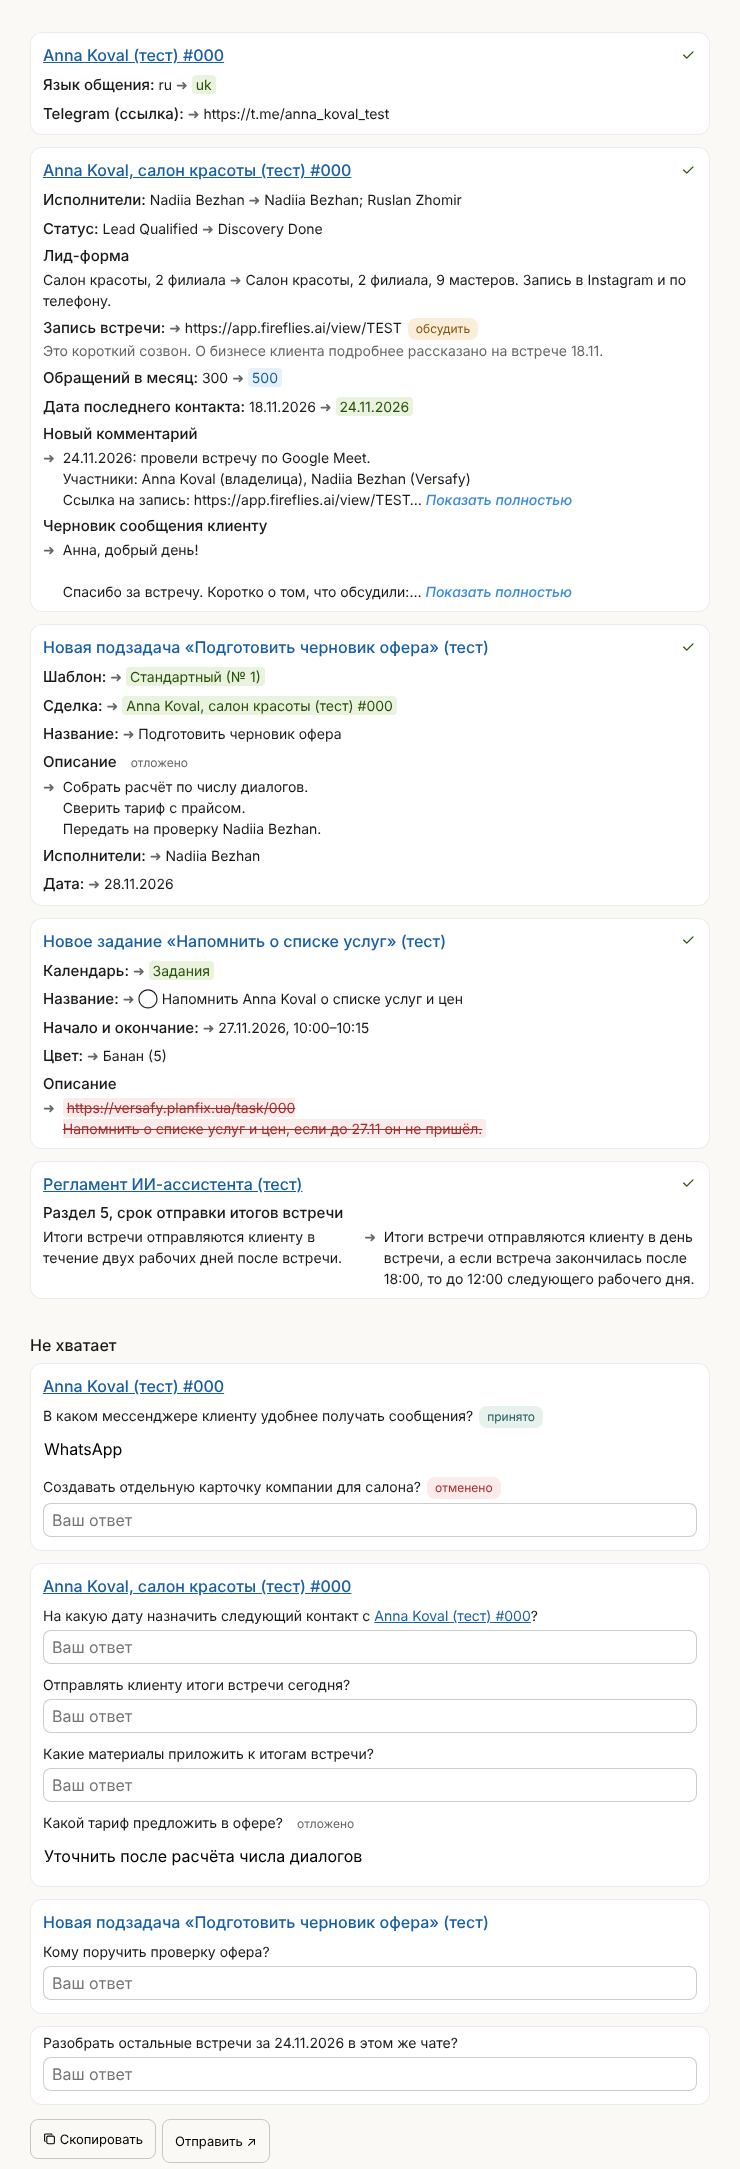 Anna Koval (тест) #000 ✓
Язык общения: ru → uk
Telegram (ссылка): → https://t.me/anna_koval_test
Anna Koval, салон красоты (тест) #000 ✓
Исполнители: Nadiia Bezhan → Nadiia Bezhan; Ruslan Zhomir
Статус: Lead Qualified → Discovery Done
Лид-форма
Салон красоты, 2 филиала → Салон красоты, 2 филиала, 9 мастеров. Запись в Instagram и по
телефону.
Запись встречи: → https://app.fireflies.ai/view/TEST обсудить
Это короткий созвон. О бизнесе клиента подробнее рассказано на встрече 18.11.
Обращений в месяц: 300 → 500
Дата последнего контакта: 18.11.2026 → 24.11.2026
Новый комментарий
→ 24.11.2026: провели встречу по Google Meet.
Участники: Anna Koval (владелица), Nadiia Bezhan (Versafy)
Ссылка на запись: https://app.fireflies.ai/view/TEST... Показать полностью
Черновик сообщения клиенту
→ Анна, добрый день!
Спасибо за встречу. Коротко о том, что обсудили:... Показать полностью
Новая подзадача «Подготовить черновик офера» (тест) ✓
Шаблон: → Стандартный (№ 1)
Сделка: → Anna Koval, салон красоты (тест) #000
Название: → Подготовить черновик офера
Описание отложено
→ Собрать расчёт по числу диалогов.
Сверить тариф с прайсом.
Передать на проверку Nadiia Bezhan.
Исполнители: → Nadiia Bezhan
Дата: → 28.11.2026
Новое задание «Напомнить о списке услуг» (тест) ✓
Календарь: → Задания
Название: → ◯ Напомнить Anna Koval о списке услуг и цен
Начало и окончание: → 27.11.2026, 10:00–10:15
Цвет: → Банан (5)
Описание
→ https://versafy.planfix.ua/task/000
Напомнить о списке услуг и цен, если до 27.11 он не пришёл.
Регламент ИИ-ассистента (тест) ✓
Раздел 5, срок отправки итогов встречи
Итоги встречи отправляются клиенту в
течение двух рабочих дней после встречи.
→ Итоги встречи отправляются клиенту в день
встречи, а если встреча закончилась после
18:00, то до 12:00 следующего рабочего дня.
Не хватает
Anna Koval (тест) #000
В каком мессенджере клиенту удобнее получать сообщения? принято
WhatsApp
Создавать отдельную карточку компании для салона? отменено
Ваш ответ
Anna Koval, салон красоты (тест) #000
На какую дату назначить следующий контакт с Anna Koval (тест) #000?
Ваш ответ
Отправлять клиенту итоги встречи сегодня?
Ваш ответ
Какие материалы приложить к итогам встречи?
Ваш ответ
Какой тариф предложить в офере? отложено
Уточнить после расчёта числа диалогов
Новая подзадача «Подготовить черновик офера» (тест)
Кому поручить проверку офера?
Ваш ответ
Разобрать остальные встречи за 24.11.2026 в этом же чате?
Ваш ответ
Скопировать
Отправить ↗